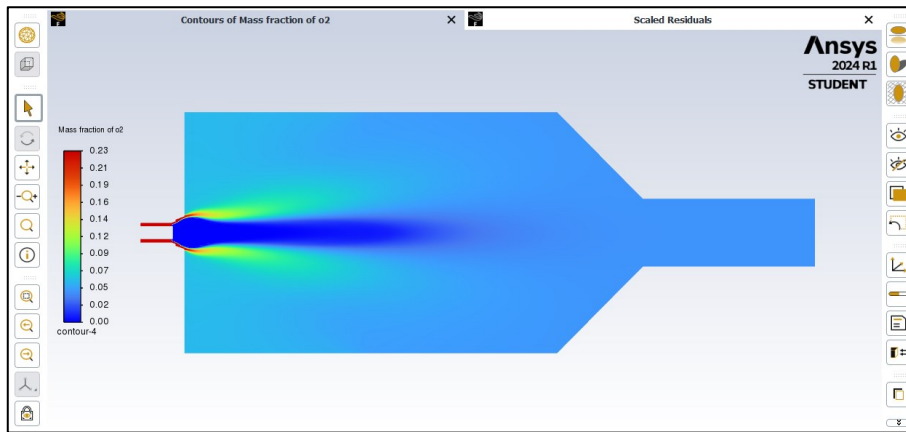 Contours of Mass fraction of o2
Scaled Residuals
Ansys
2024 R1
STUDENT
Mass fraction of o2
0.23
0.21
0.19
0.16
0.14
0.12
0.09
0.07
0.05
0.02
0.00
contour-4